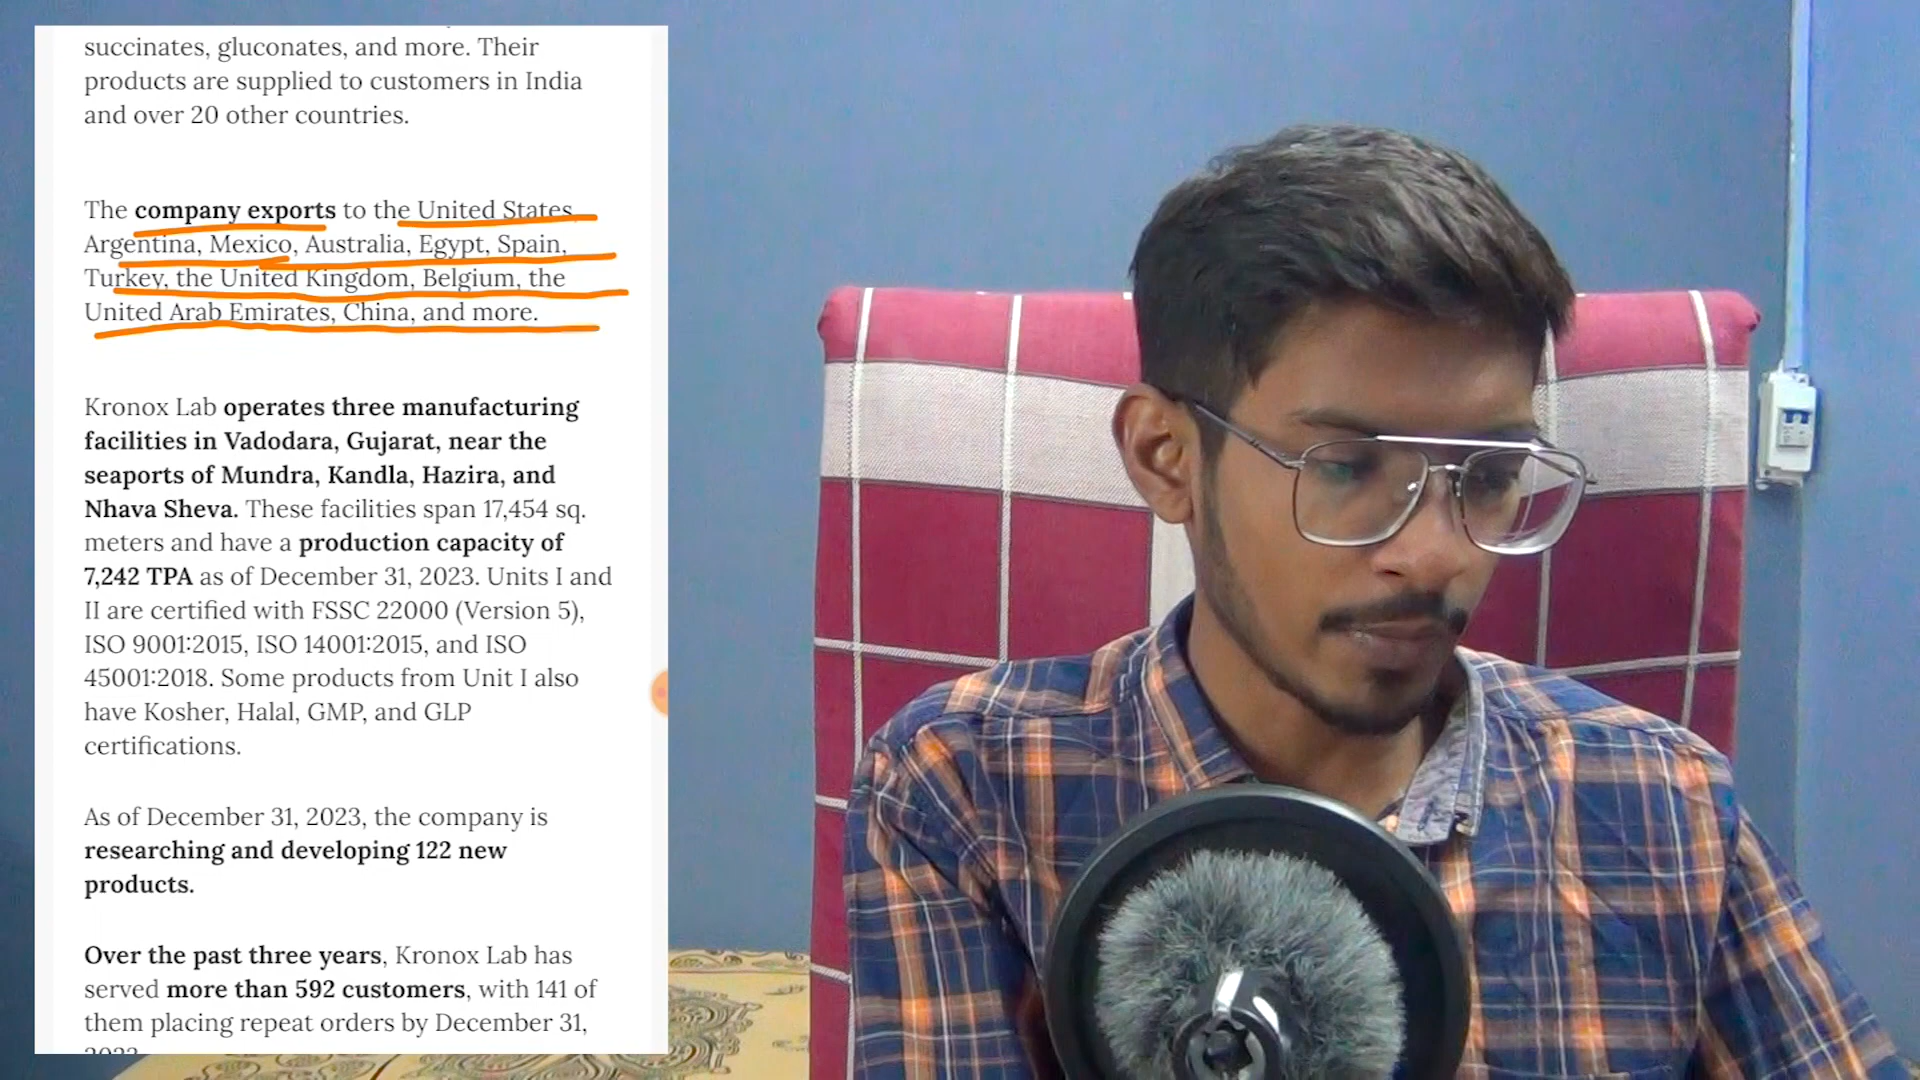 succinates, gluconates, and more. Their
products are supplied to customers in India
and over 20 other countries.
The company exports to the United States,
Argentina, Mexico, Australia, Egypt, Spain,
Turkey, the United Kingdom, Belgium, the
United Arab Emirates, China, and more.
Kronox Lab operates three manufacturing
facilities in Vadodara, Gujarat, near the
seaports of Mundra, Kandla, Hazira, and
Nhava Sheva. These facilities span 17,454 sq.
meters and have a production capacity of
7,242 TPA as of December 31, 2023. Units I and
II are certified with FSSC 22000 (Version 5),
ISO 9001:2015, ISO 14001:2015, and ISO
45001:2018. Some products from Unit I also
have Kosher, Halal, GMP, and GLP
certifications.
As of December 31, 2023, the company is
researching and developing 122 new
products.
Over the past three years, Kronox Lab has
served more than 592 customers, with 141 of
them placing repeat orders by December 31,